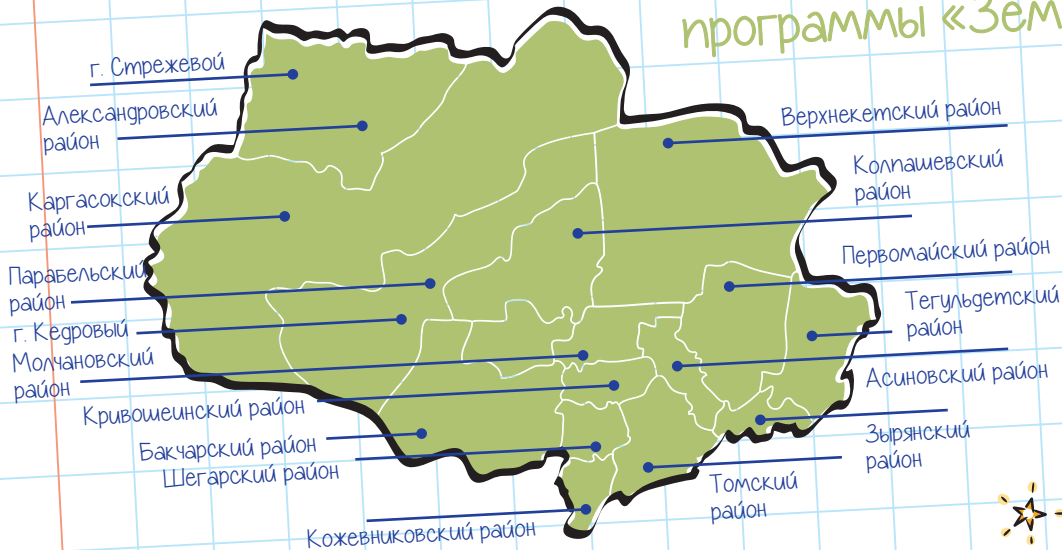 программы «Зем
г. Стрежевой
Александровский
район
Каргасокский
район
Парабельский
район
г. Кедровый
Молчановский
район
Кривошеинский район
Бакчарский район
Шегарский район
Кожевниковский район
Верхнекетский район
Колпашевский
район
Первомайский район
Тегульдетский
район
Асиновский район
Зырянский
район
Томский
район